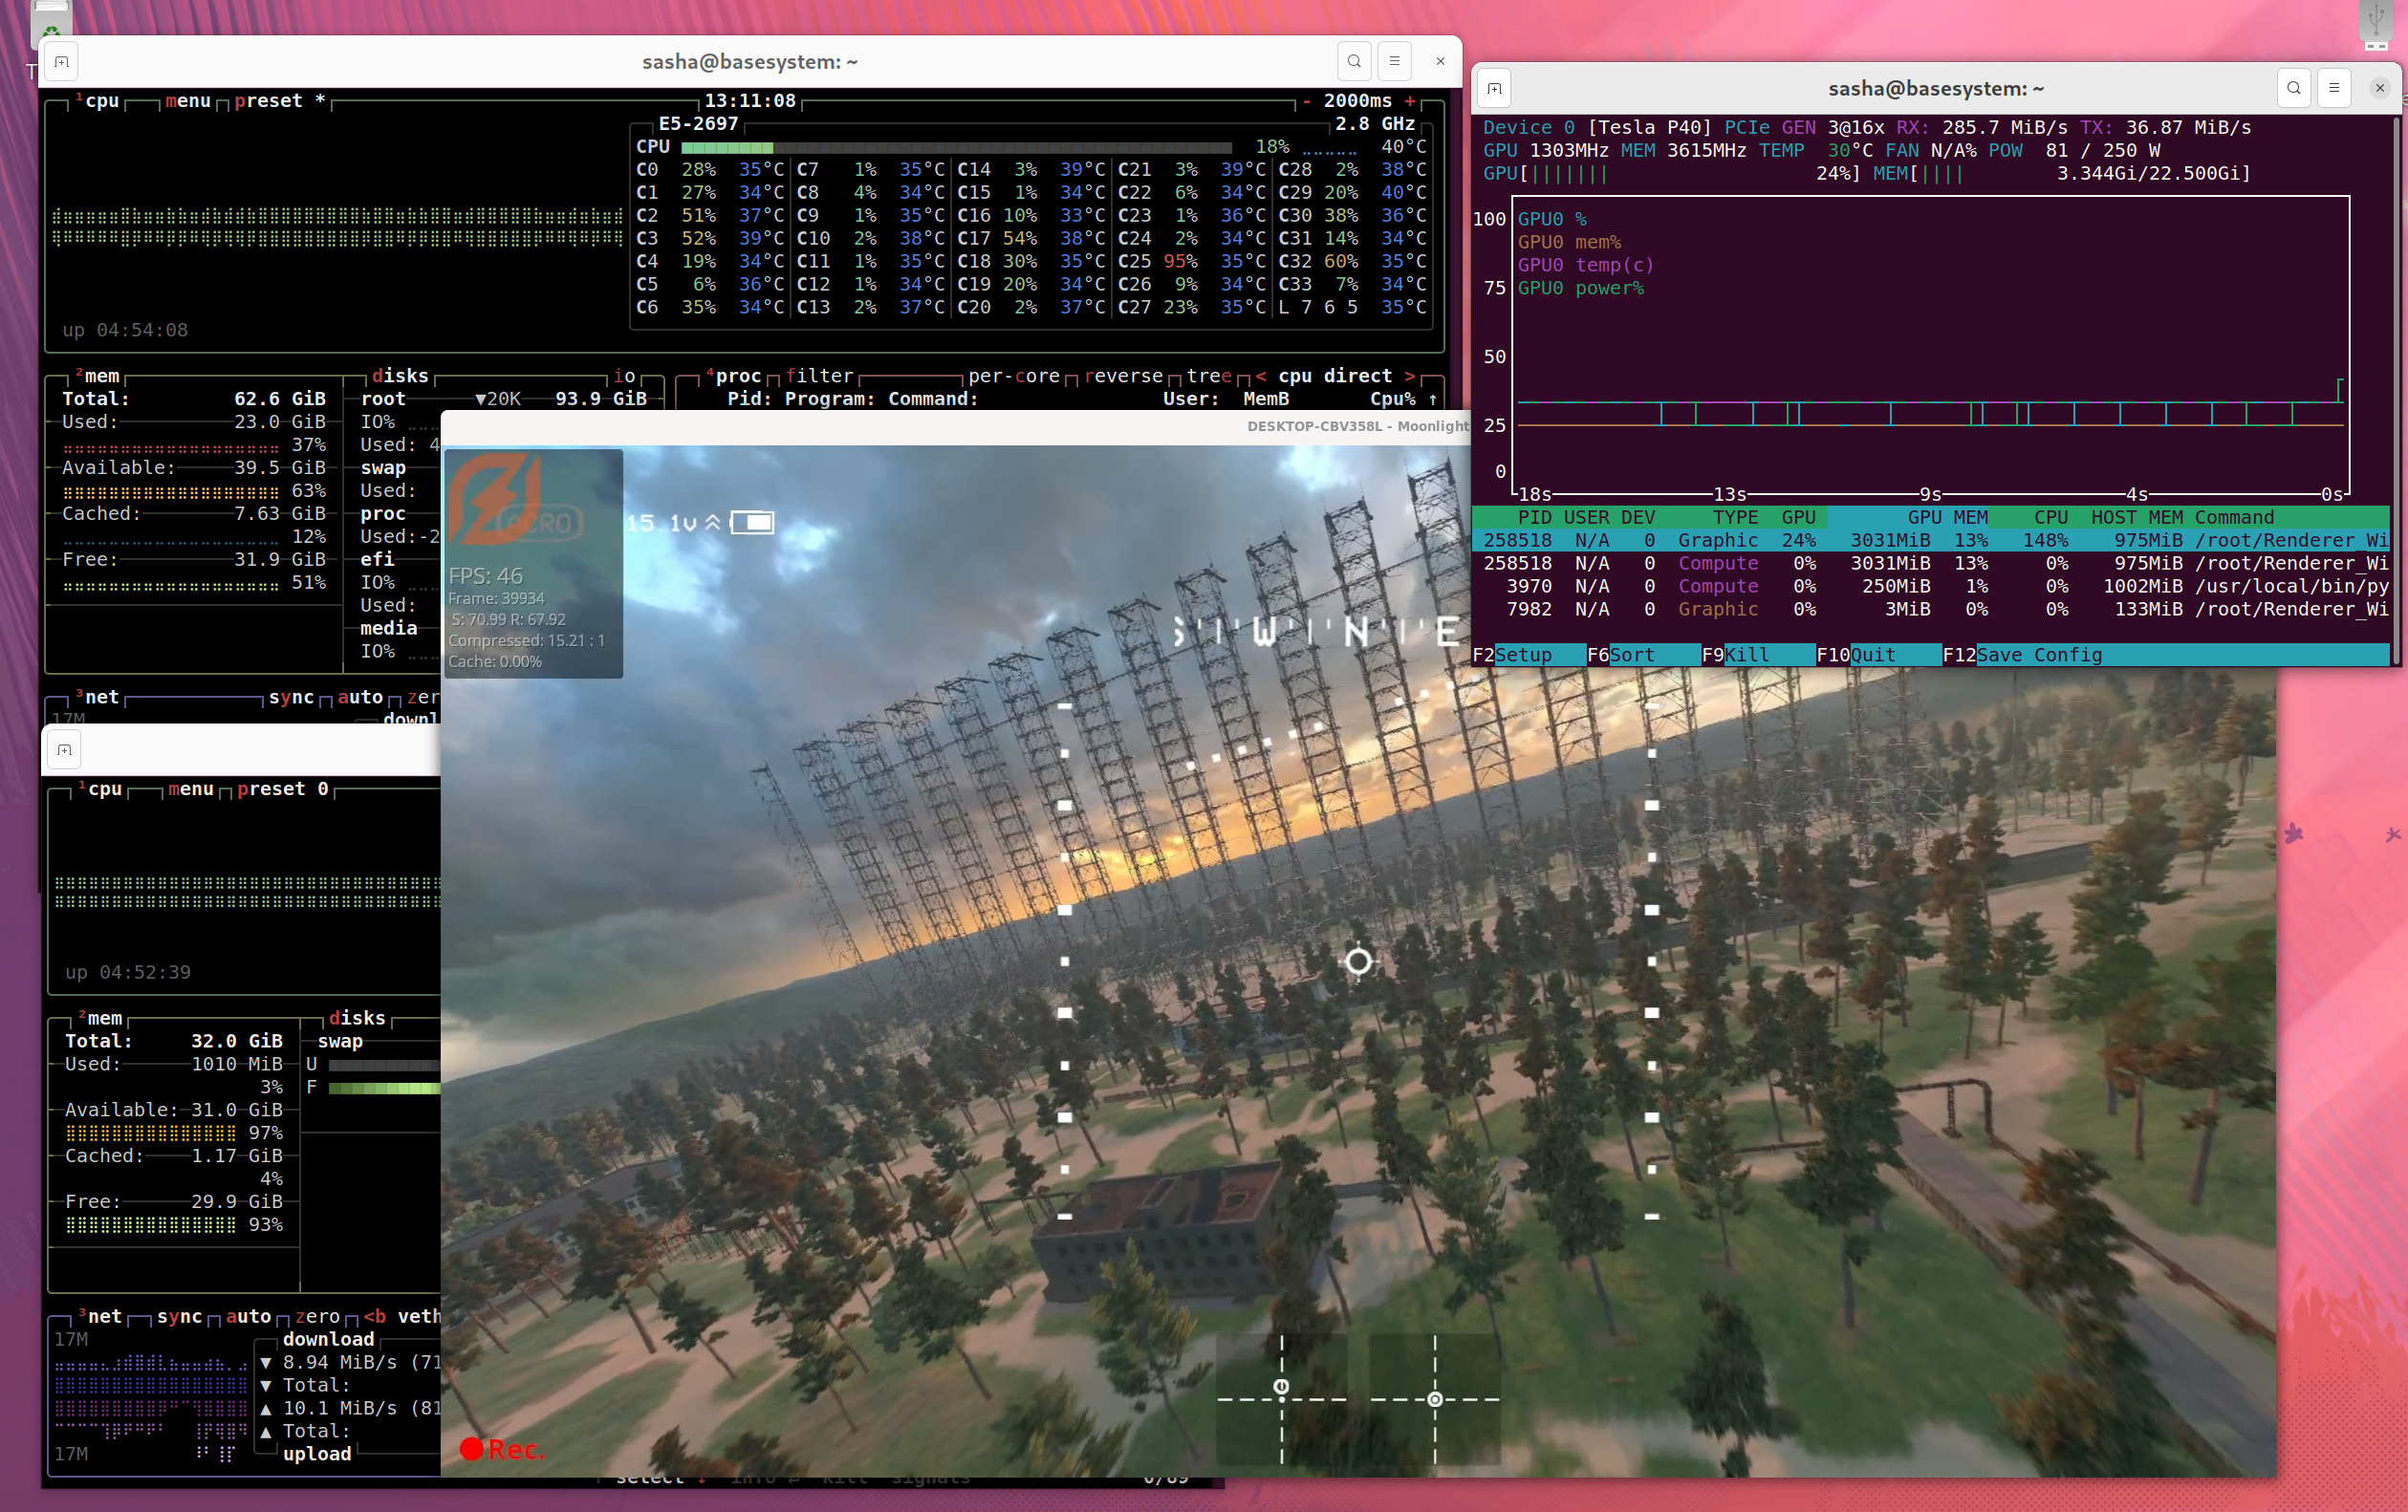 sasha@basesystem: ~
¹cpu menu preset * 13:11:08 - 2000ms +
E5-2697 2.8 GHz
CPU 18% 40°C
C0 28% 35°C C7 1% 35°C C14 3% 39°C C21 3% 39°C C28 2% 38°C
C1 27% 34°C C8 4% 34°C C15 1% 34°C C22 6% 34°C C29 20% 40°C
C2 51% 37°C C9 1% 35°C C16 10% 33°C C23 1% 36°C C30 38% 36°C
C3 52% 39°C C10 2% 38°C C17 54% 38°C C24 2% 34°C C31 14% 34°C
C4 19% 34°C C11 1% 35°C C18 30% 35°C C25 95% 35°C C32 60% 35°C
C5 6% 36°C C12 1% 34°C C19 20% 34°C C26 9% 34°C C33 7% 34°C
C6 35% 34°C C13 2% 37°C C20 2% 37°C C27 23% 35°C L 7 6 5 35°C
up 04:54:08
²mem disks io
Total: 62.6 GiB root ▼20K 93.9 GiB
Used: 23.0 GiB IO%
37% Used: 4
Available: 39.5 GiB swap
63% Used:
Cached: 7.63 GiB proc
12% Used:-2
Free: 31.9 GiB efi
51% IO%
Used:
media
IO%
⁴proc filter per-core reverse tree < cpu direct >
Pid: Program: Command: User: MemB Cpu% ↑
³net sync auto zer
17M downl
sasha@basesystem: ~
Device 0 [Tesla P40] PCIe GEN 3@16x RX: 285.7 MiB/s TX: 36.87 MiB/s
GPU 1303MHz MEM 3615MHz TEMP 30°C FAN N/A% POW 81 / 250 W
GPU[||||||| 24%] MEM[|||| 3.344Gi/22.500Gi]
100 GPU0 %
GPU0 mem%
GPU0 temp(c)
75 GPU0 power%
50
25
0
18s 13s 9s 4s 0s
PID USER DEV TYPE GPU GPU MEM CPU HOST MEM Command
258518 N/A 0 Graphic 24% 3031MiB 13% 148% 975MiB /root/Renderer_Wi
258518 N/A 0 Compute 0% 3031MiB 13% 0% 975MiB /root/Renderer_Wi
3970 N/A 0 Compute 0% 250MiB 1% 0% 1002MiB /usr/local/bin/py
7982 N/A 0 Graphic 0% 3MiB 0% 0% 133MiB /root/Renderer_Wi
F2Setup F6Sort F9Kill F10Quit F12Save Config
DESKTOP-CBV358L - Moonlight
ACRO 15.1v
FPS: 46
Frame: 39934
S: 70.99 R: 67.92
Compressed: 15.21 : 1
Cache: 0.00%
S W N E
Rec.
¹cpu menu preset 0
up 04:52:39
²mem disks
Total: 32.0 GiB swap
Used: 1010 MiB U
3% F
Available: 31.0 GiB
97%
Cached: 1.17 GiB
4%
Free: 29.9 GiB
93%
³net sync auto zero <b veth
17M download
▼ 8.94 MiB/s (71
▼ Total:
▲ 10.1 MiB/s (81
▲ Total:
17M upload
select ↓ info ↵ kill signals 0/89